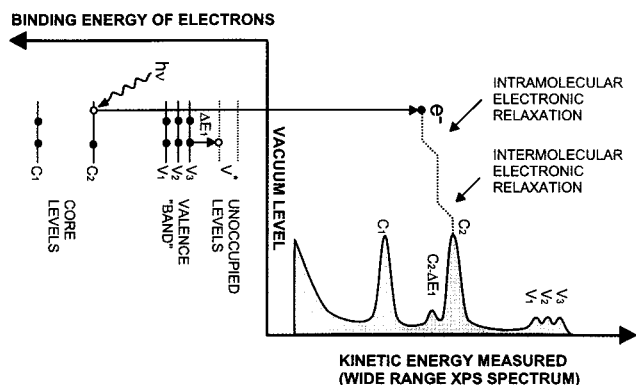 BINDING ENERGY OF ELECTRONS
hν
ΔE1
e-
INTRAMOLECULAR
ELECTRONIC
RELAXATION
INTERMOLECULAR
ELECTRONIC
RELAXATION
C1
C2
V1
V2
V3
V*
CORE
LEVELS
VALENCE
"BAND"
UNOCCUPIED
LEVELS
VACUUM LEVEL
C1
C2-ΔE1
C2
V1
V2
V3
KINETIC ENERGY MEASURED
(WIDE RANGE XPS SPECTRUM)